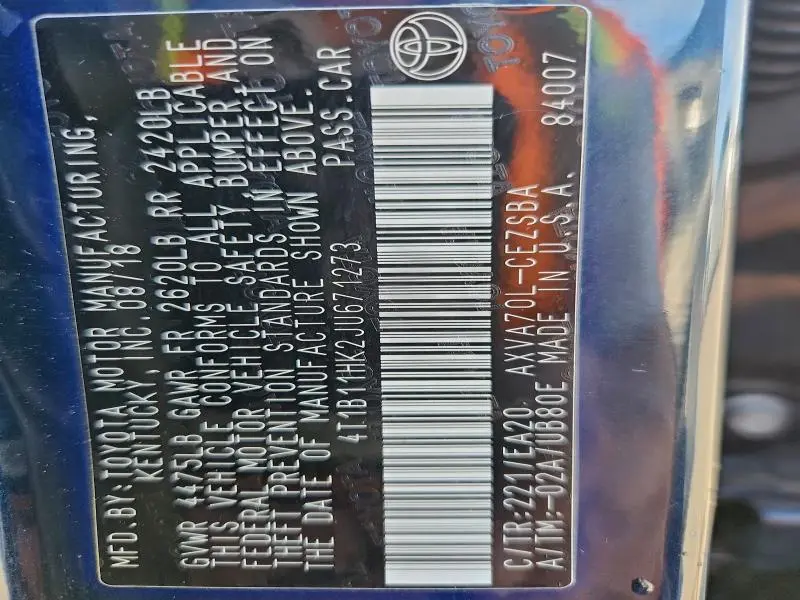 MFD.BY:TOYOTA MOTOR MANUFACTURING,
KENTUCKY, INC. 08/18
GVWR 4475LB GAWR FR 2620LB RR 2420LB
THIS VEHICLE CONFORMS TO ALL APPLICABLE
FEDERAL MOTOR VEHICLE SAFETY BUMPER AND
THEFT PREVENTION STANDARDS IN EFFECT ON
THE DATE OF MANUFACTURE SHOWN ABOVE.
4T1B11HK2JU671273 PASS.CAR
C/TR:221/EA20 AXVA70L-CEZSBA
A/TM:-02A/UB80E MADE IN U.S.A. 84007